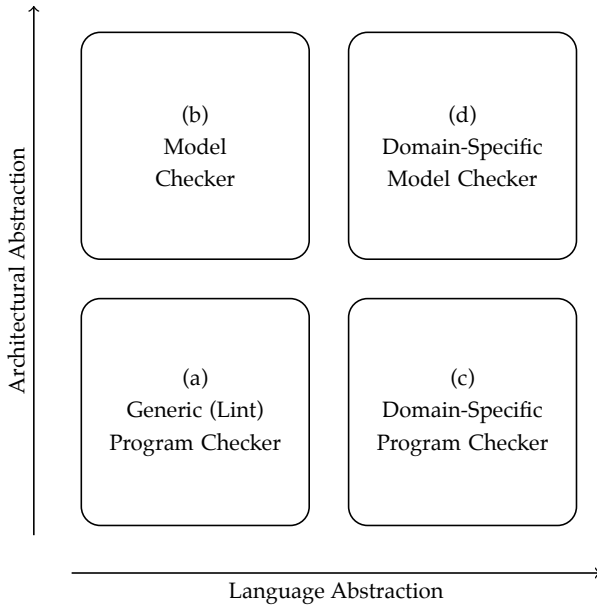 Architectural Abstraction
(b)
Model
Checker
(d)
Domain-Specific
Model Checker
(a)
Generic (Lint)
Program Checker
(c)
Domain-Specific
Program Checker
Language Abstraction